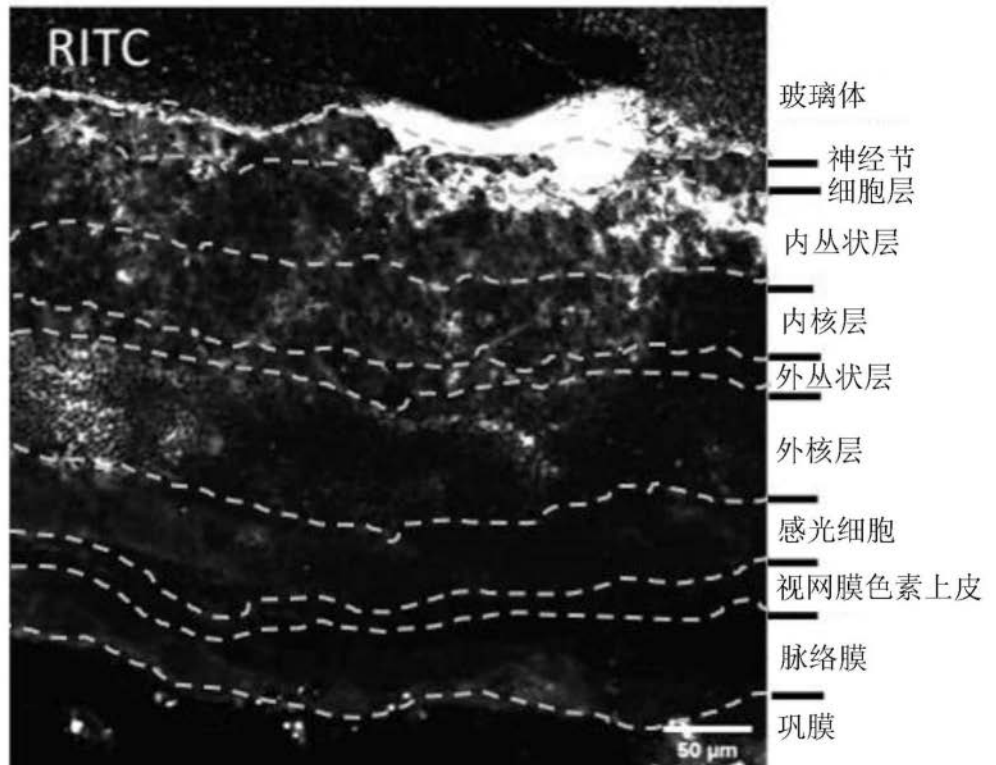 RITC
玻璃体
神经节
细胞层
内丛状层
内核层
外丛状层
外核层
感光细胞
视网膜色素上皮
脉络膜
巩膜
50 μm